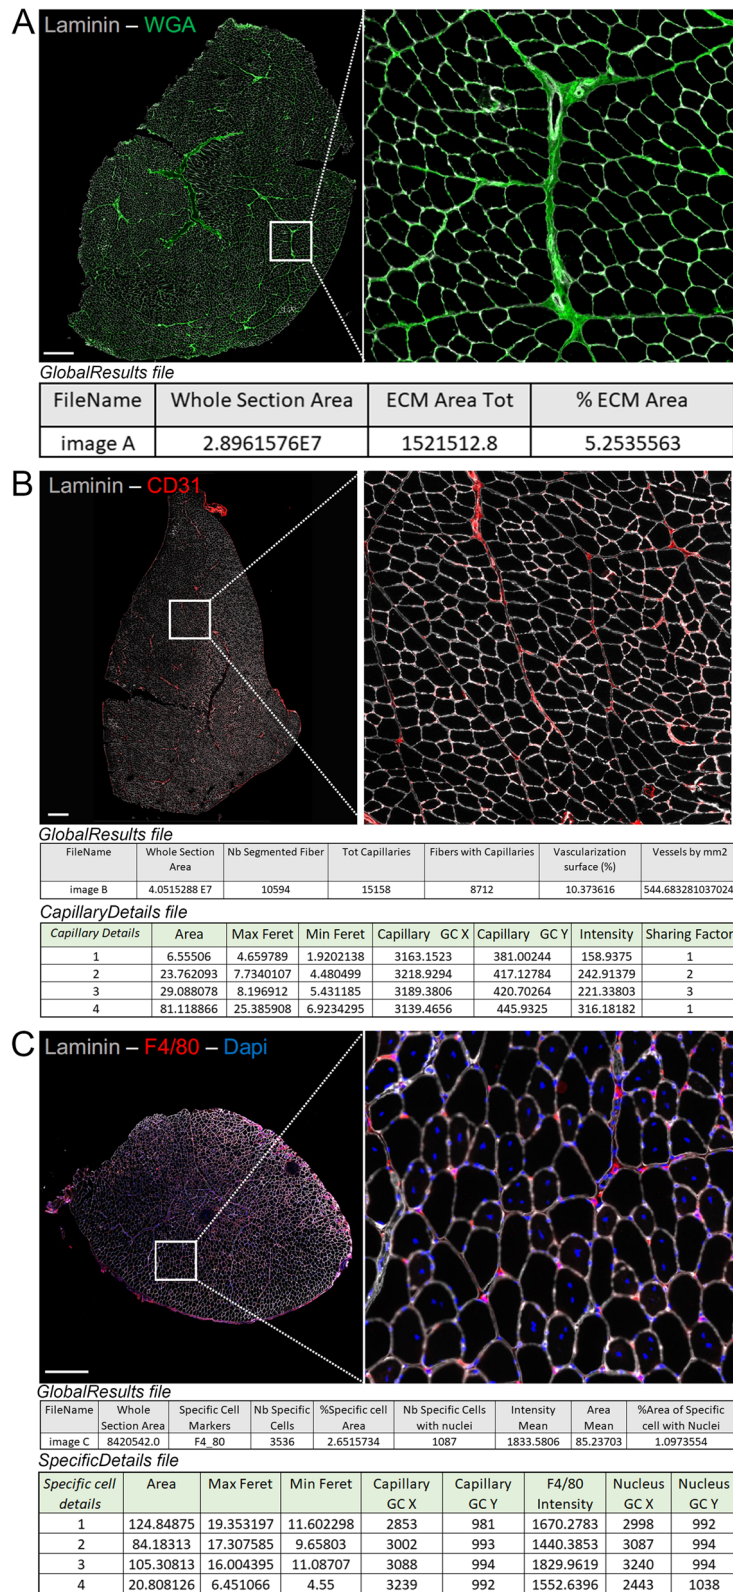 A
Laminin – WGA
GlobalResults file
FileName Whole Section Area ECM Area Tot % ECM Area
image A 2.8961576E7 1521512.8 5.2535563
B
Laminin – CD31
GlobalResults file
FileName Whole Section Area Nb Segmented Fiber Tot Capillaries Fibers with Capillaries Vascularization surface (%) Vessels by mm2
image B 4.0515288 E7 10594 15158 8712 10.373616 544.683281037024
CapillaryDetails file
Capillary Details Area Max Feret Min Feret Capillary GC X Capillary GC Y Intensity Sharing Factor
1 6.55506 4.659789 1.9202138 3163.1523 381.00244 158.9375 1
2 23.762093 7.7340107 4.480499 3218.9294 417.12784 242.91379 2
3 29.088078 8.196912 5.431185 3189.3806 420.70264 221.33803 3
4 81.118866 25.385908 6.9234295 3139.4656 445.9325 316.18182 1
C
Laminin – F4/80 – Dapi
GlobalResults file
FileName Whole Section Area Specific Cell Markers Nb Specific Cells %Specific cell Area Nb Specific Cells with nuclei Intensity Mean Area Mean %Area of Specific cell with Nuclei
image C 8420542.0 F4_80 3536 2.6515734 1087 1833.5806 85.23703 1.0973554
SpecificDetails file
Specific cell details Area Max Feret Min Feret Capillary GC X Capillary GC Y F4/80 Intensity Nucleus GC X Nucleus GC Y
1 124.84875 19.353197 11.602298 2853 981 1670.2783 2998 992
2 84.18313 17.307585 9.65803 3002 993 1440.3853 3087 994
3 105.30813 16.004395 11.08707 3088 994 1829.9619 3240 994
4 20.808126 6.451066 4.55 3239 992 1552.6396 2443 1038